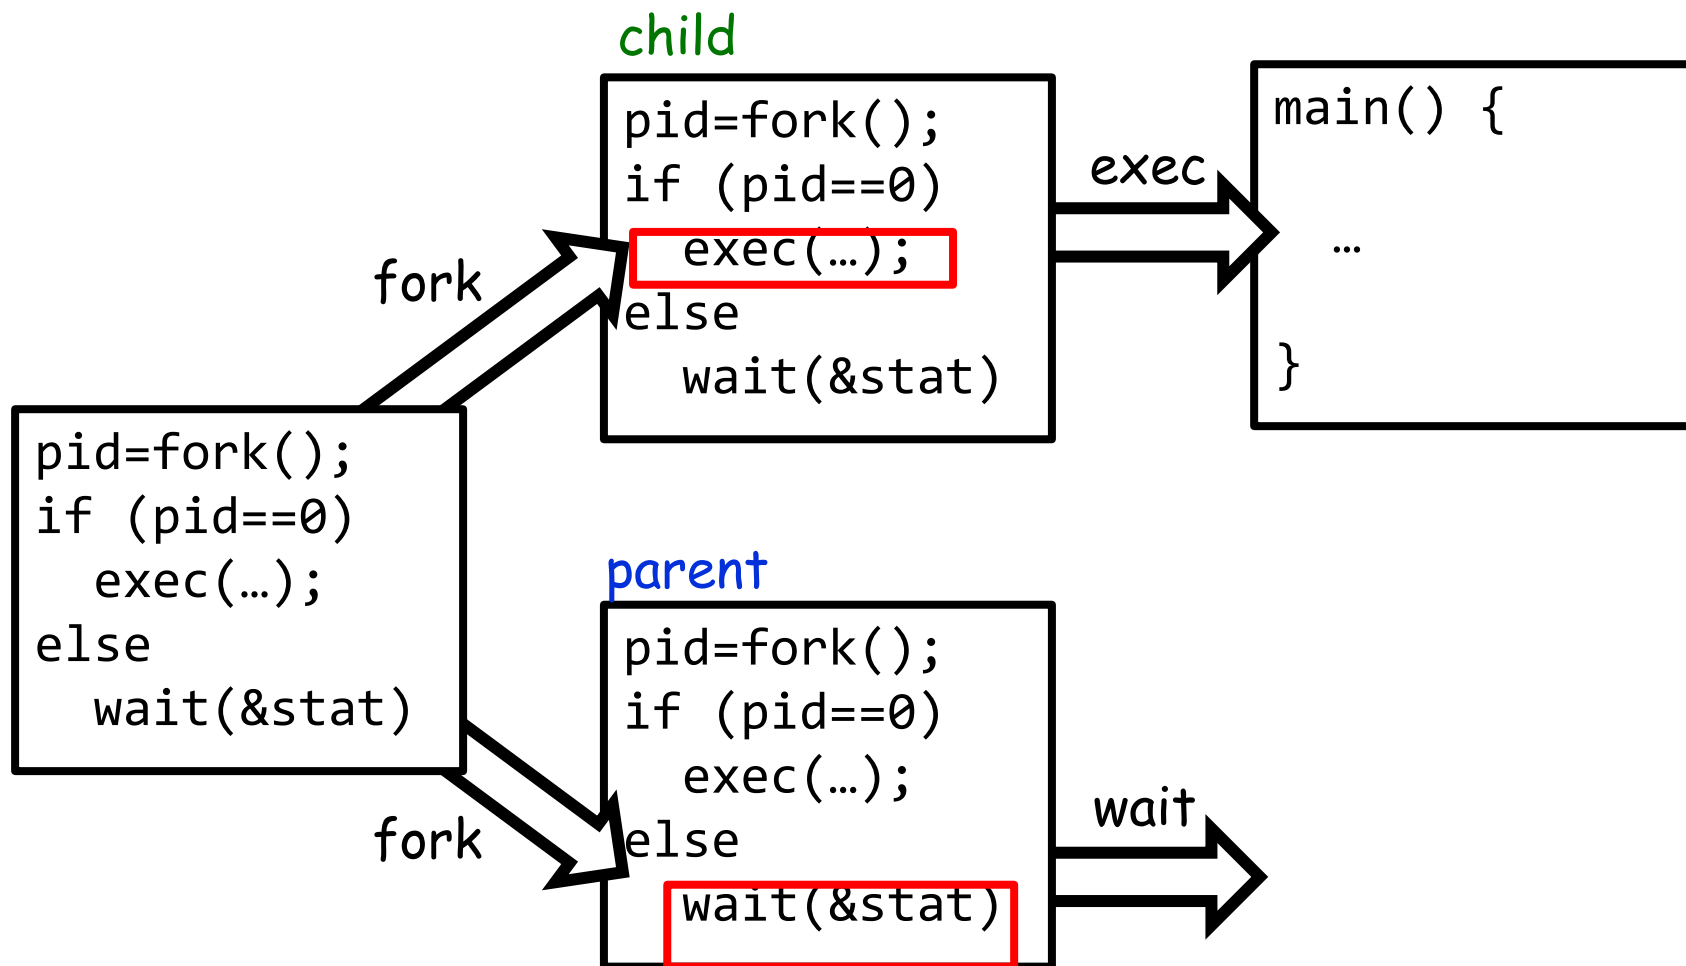 child
pid=fork();
if (pid==0)
exec(…);
else
wait(&stat)
exec
main() {
…
}
fork
pid=fork();
if (pid==0)
exec(…);
else
wait(&stat)
fork
parent
pid=fork();
if (pid==0)
exec(…);
else
wait(&stat)
wait